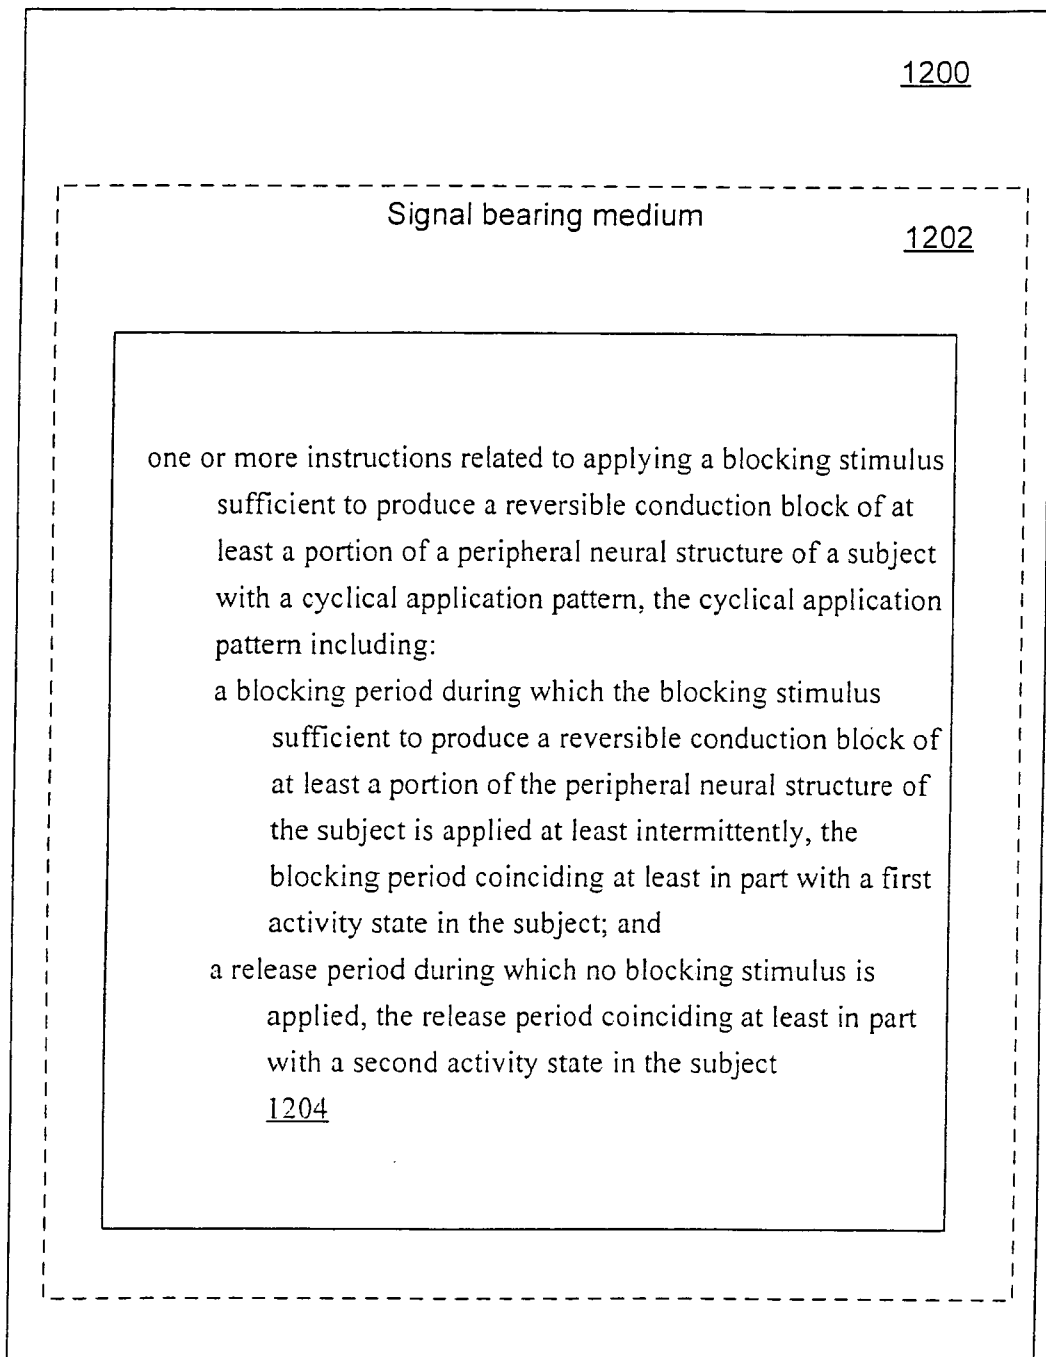 1200
Signal bearing medium
1202
one or more instructions related to applying a blocking stimulus
sufficient to produce a reversible conduction block of at
least a portion of a peripheral neural structure of a subject
with a cyclical application pattern, the cyclical application
pattern including:
a blocking period during which the blocking stimulus
sufficient to produce a reversible conduction block of
at least a portion of the peripheral neural structure of
the subject is applied at least intermittently, the
blocking period coinciding at least in part with a first
activity state in the subject; and
a release period during which no blocking stimulus is
applied, the release period coinciding at least in part
with a second activity state in the subject
1204